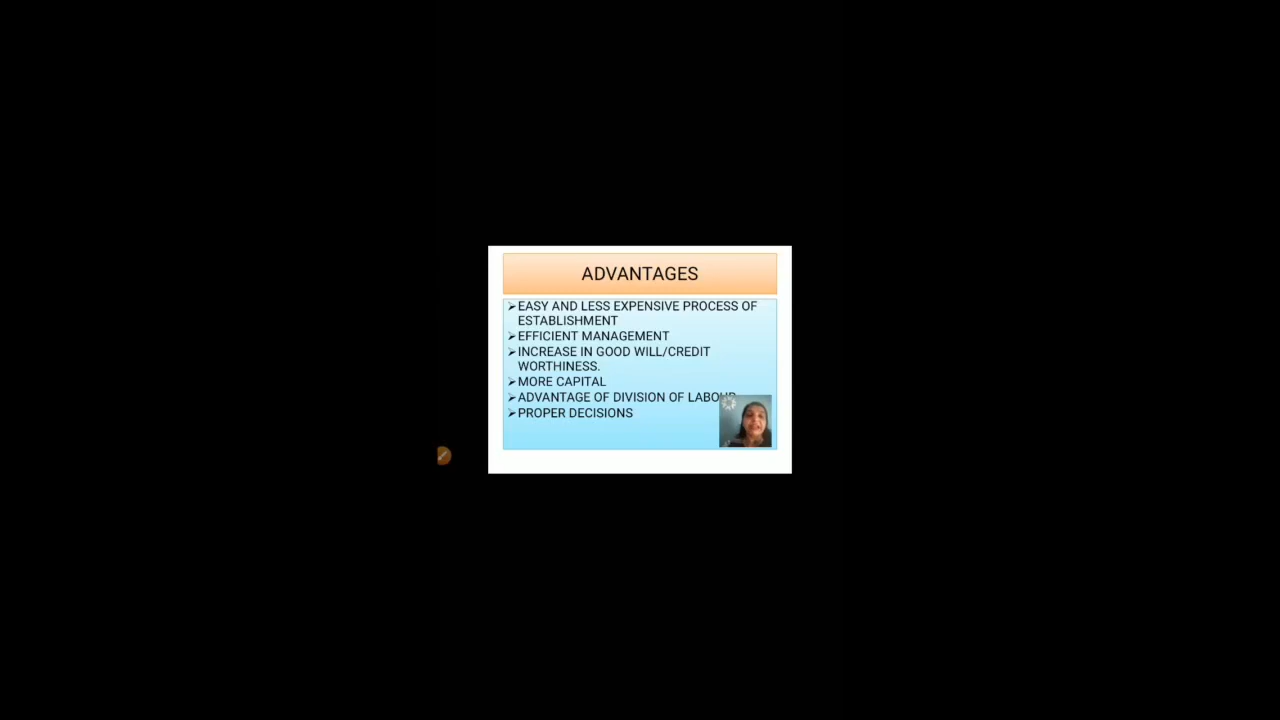 ADVANTAGES
➢EASY AND LESS EXPENSIVE PROCESS OF
ESTABLISHMENT
➢EFFICIENT MANAGEMENT
➢INCREASE IN GOOD WILL/CREDIT
WORTHINESS.
➢MORE CAPITAL
➢ADVANTAGE OF DIVISION OF LABOUR
➢PROPER DECISIONS